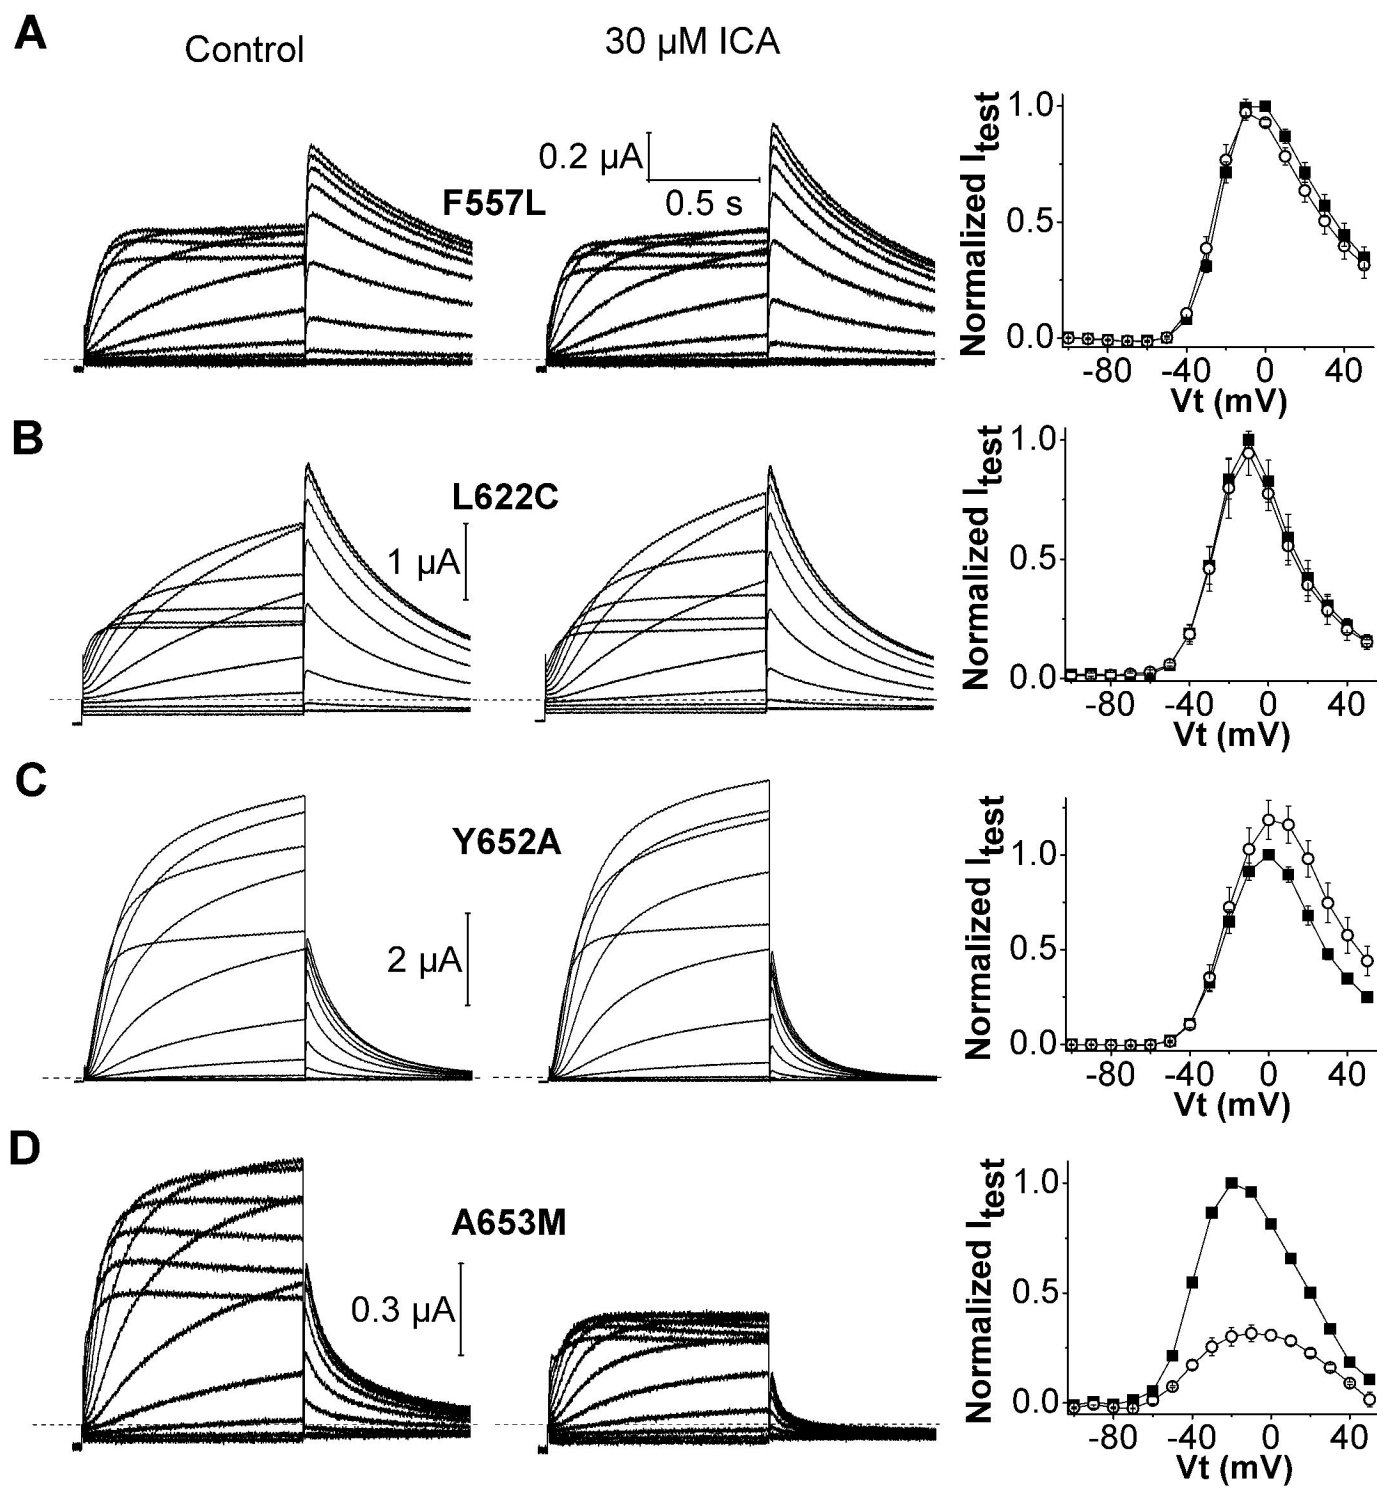 A
Control
30 µM ICA
0.2 µA
0.5 s
F557L
Normalized Itest
1.0
0.5
0.0
-80 -40 0 40
Vt (mV)
B
L622C
1 µA
Normalized Itest
1.0
0.5
0.0
-80 -40 0 40
Vt (mV)
C
Y652A
2 µA
Normalized Itest
1.0
0.5
0.0
-80 -40 0 40
Vt (mV)
D
A653M
0.3 µA
Normalized Itest
1.0
0.5
0.0
-80 -40 0 40
Vt (mV)